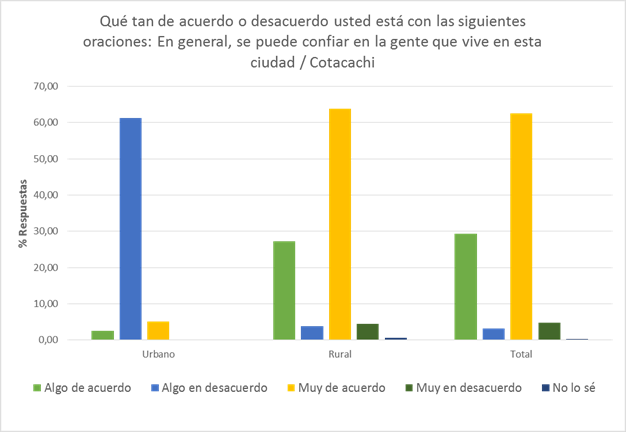 Qué tan de acuerdo o desacuerdo usted está con las siguientes
oraciones: En general, se puede confiar en la gente que vive en esta
ciudad / Cotacachi
70,00
60,00
50,00
40,00
30,00
20,00
10,00
0,00
% Respuestas
Urbano Rural Total
Algo de acuerdo Algo en desacuerdo Muy de acuerdo Muy en desacuerdo No lo sé